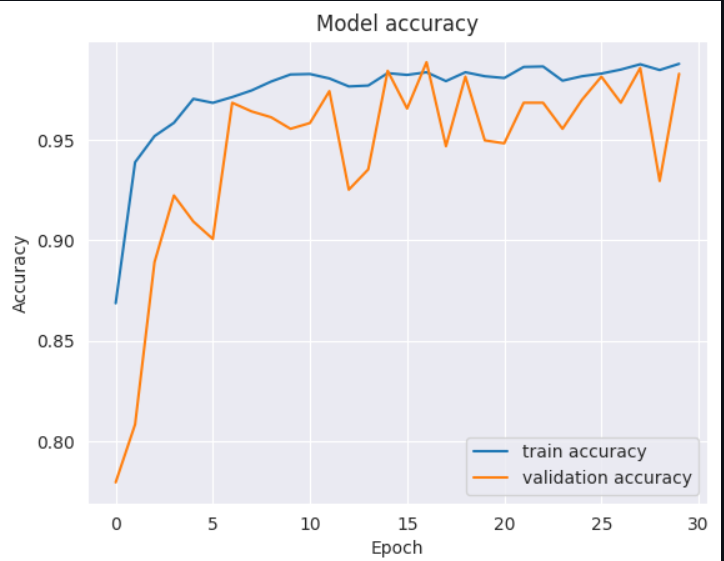 Model accuracy
Accuracy
0.95
0.90
0.85
0.80
train accuracy
validation accuracy
0 5 10 15 20 25 30
Epoch